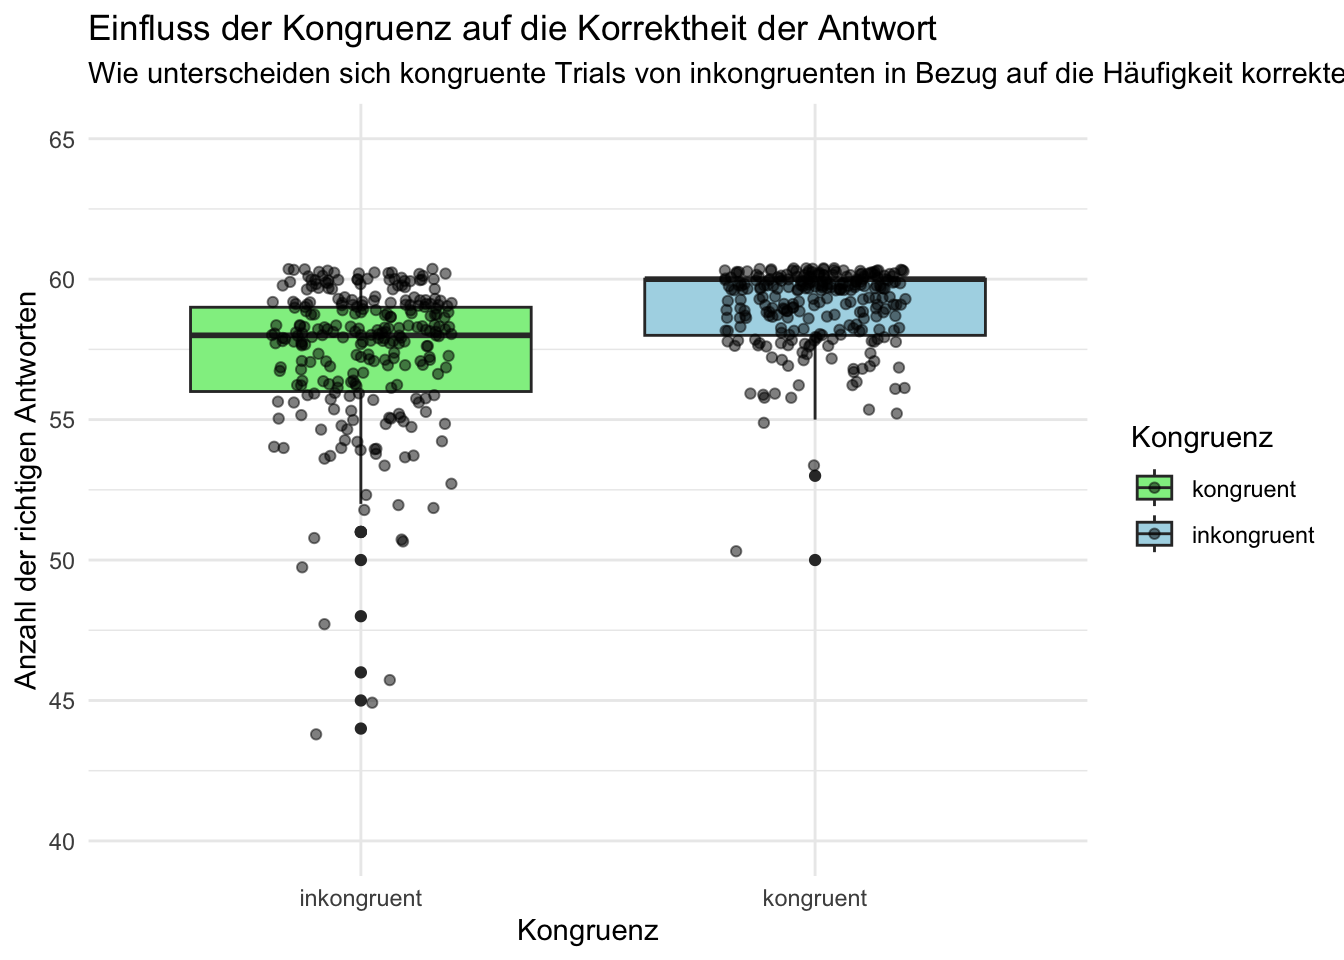 Einfluss der Kongruenz auf die Korrektheit der Antwort
Wie unterscheiden sich kongruente Trials von inkongruenten in Bezug auf die Häufigkeit korrekte
Anzahl der richtigen Antworten
65
60
55
50
45
40
inkongruent
kongruent
Kongruenz
Kongruenz
kongruent
inkongruent